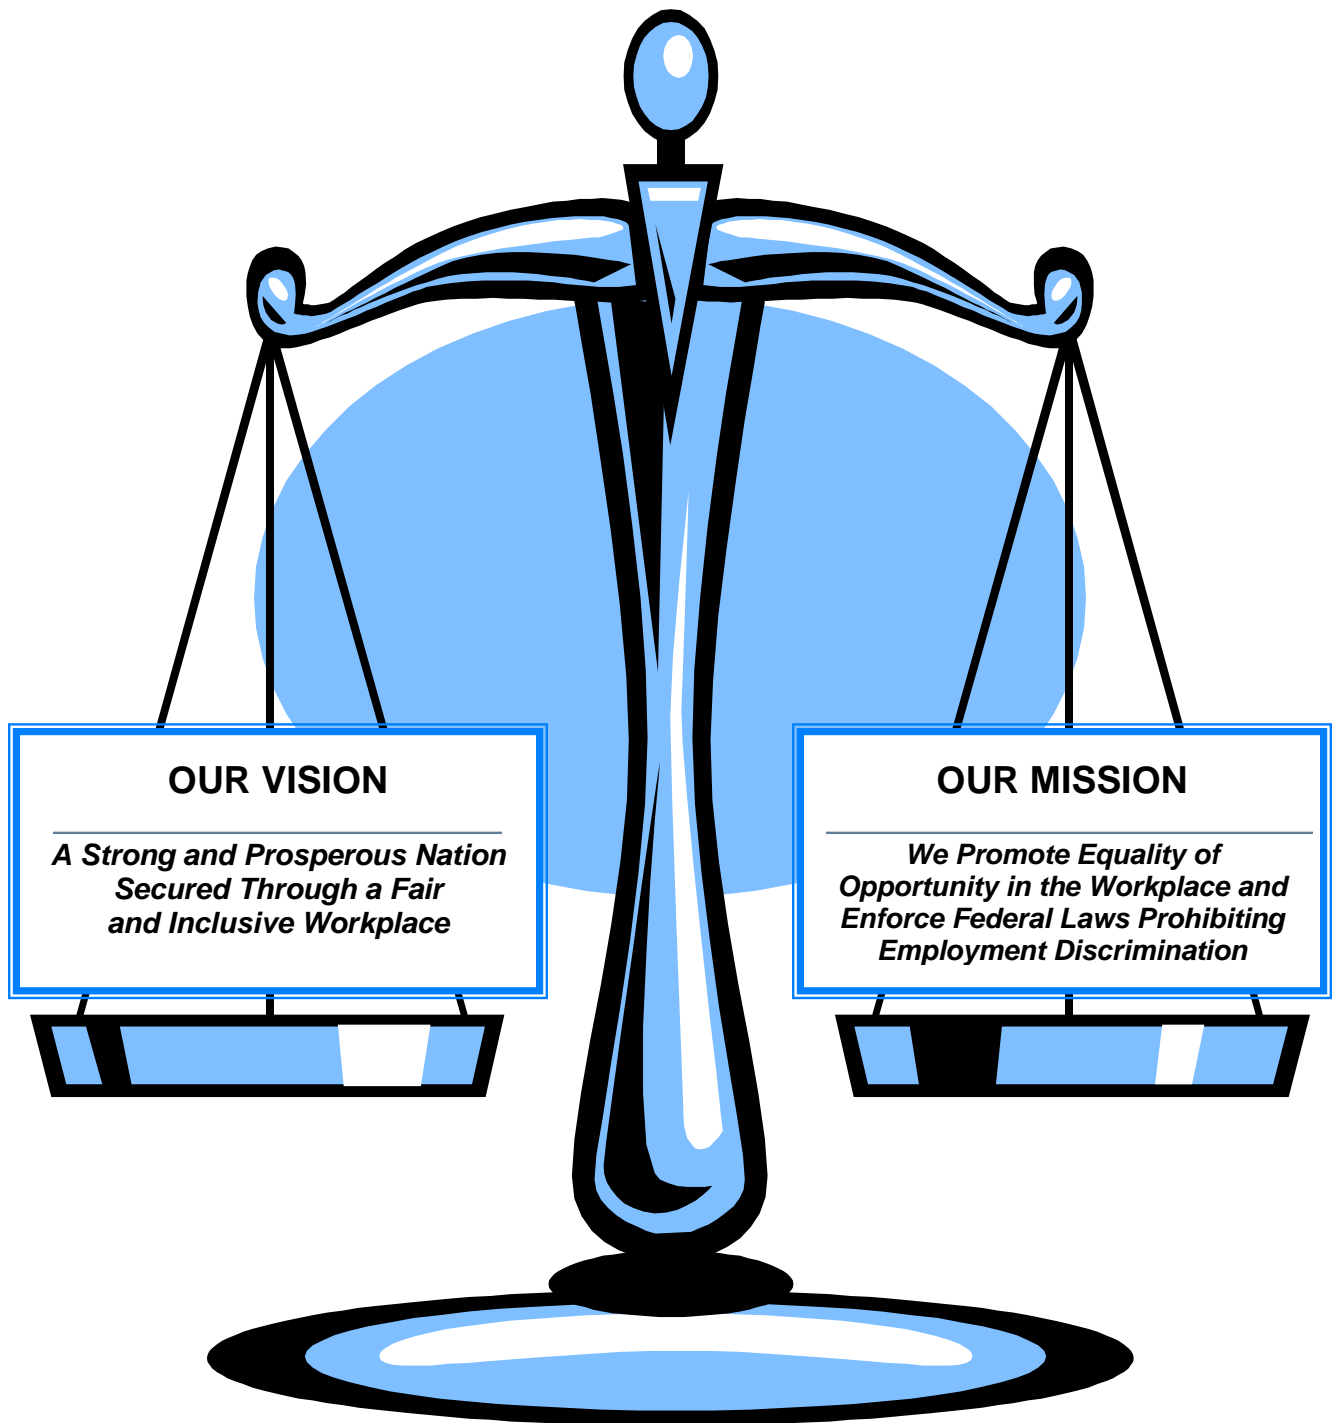 OUR VISION
A Strong and Prosperous Nation
Secured Through a Fair
and Inclusive Workplace
OUR MISSION
We Promote Equality of
Opportunity in the Workplace and
Enforce Federal Laws Prohibiting
Employment Discrimination